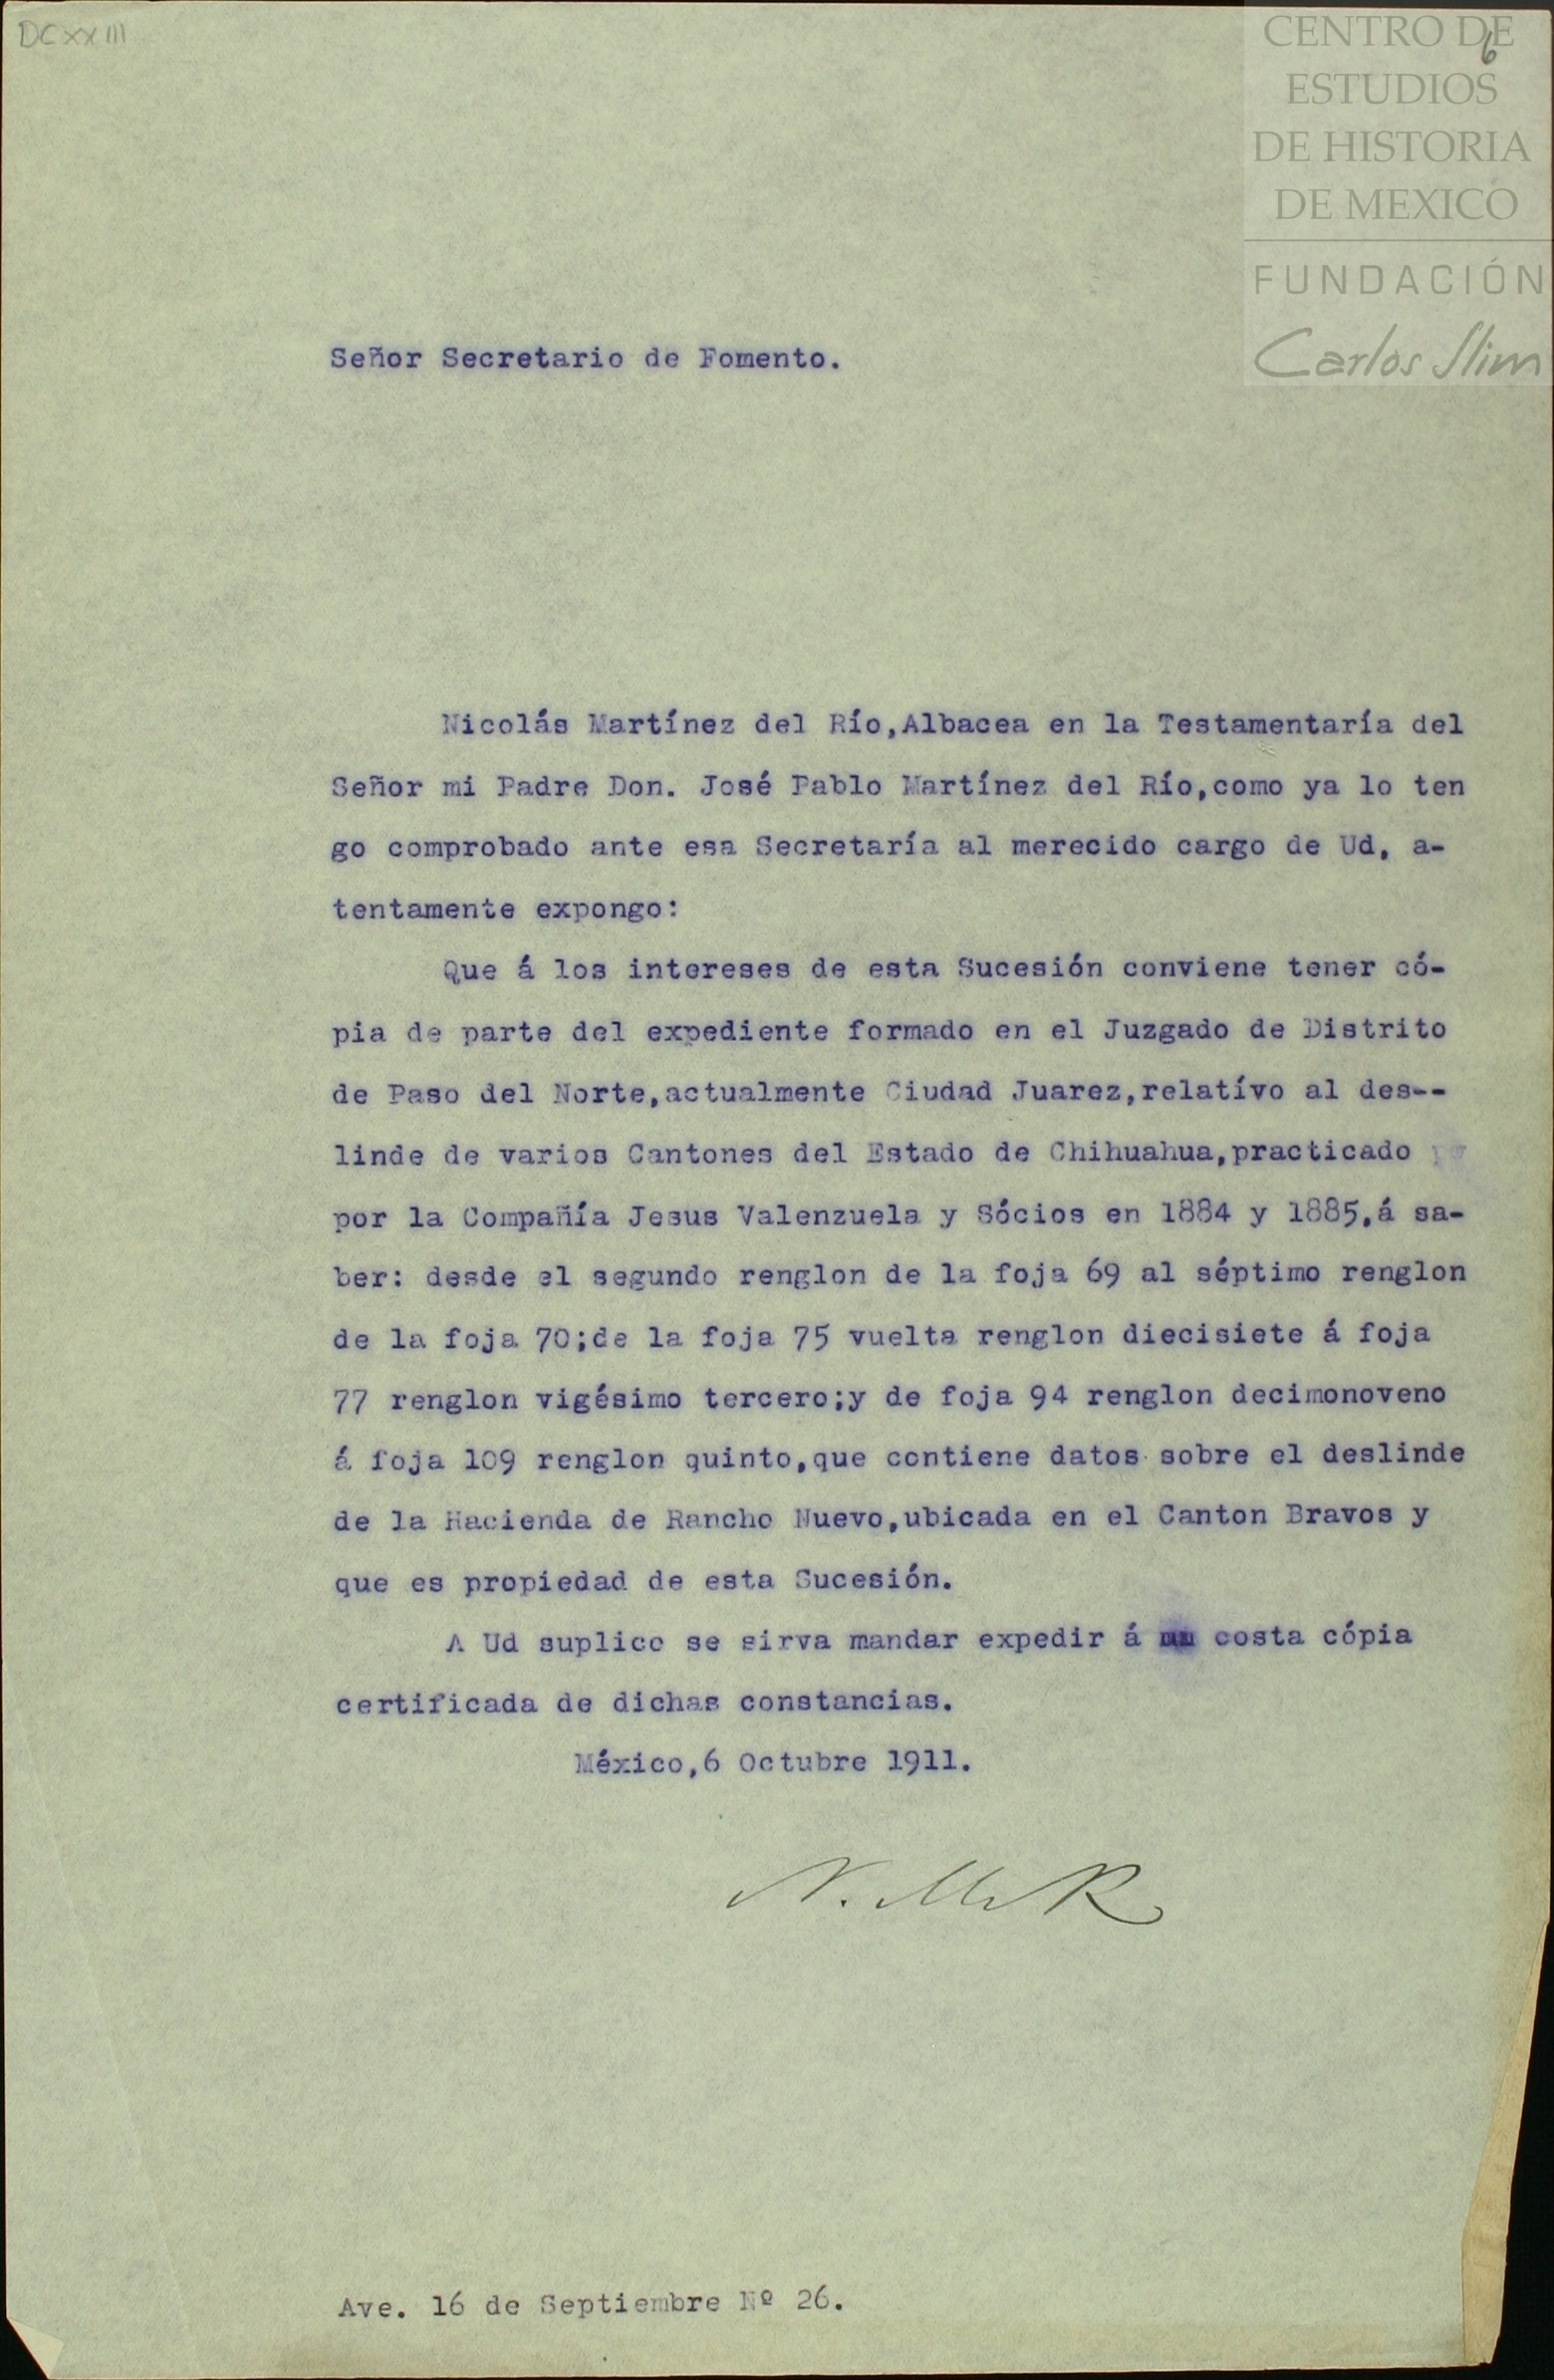 DCXXIII
6
CENTRO DE
ESTUDIOS
DE HISTORIA
DE MEXICO
FUNDACIÓN
Carlos Slim
Señor Secretario de Fomento.
Nicolás Martínez del Río,Albacea en la Testamentaría del
Señor mi Padre Don. José Pablo Martínez del Río,como ya lo ten
go comprobado ante esa Secretaría al merecido cargo de Ud, a-
tentamente expongo:
Que á los intereses de esta Sucesión conviene tener có-
pia de parte del expediente formado en el Juzgado de Distrito
de Paso del Norte,actualmente Ciudad Juarez,relatívo al des--
linde de varios Cantones del Estado de Chihuahua,practicado
por la Compañía Jesus Valenzuela y Sócios en 1884 y 1885,á sa-
ber: desde el segundo renglon de la foja 69 al séptimo renglon
de la foja 70;de la foja 75 vuelta renglon diecisiete á foja
77 renglon vigésimo tercero;y de foja 94 renglon decimonoveno
á foja 109 renglon quinto,que contiene datos sobre el deslinde
de la Hacienda de Rancho Nuevo,ubicada en el Canton Bravos y
que es propiedad de esta Sucesión.
A Ud suplico se sirva mandar expedir á costa cópia
certificada de dichas constancias.
México,6 Octubre 1911.
N. M R
Ave. 16 de Septiembre Nº 26.